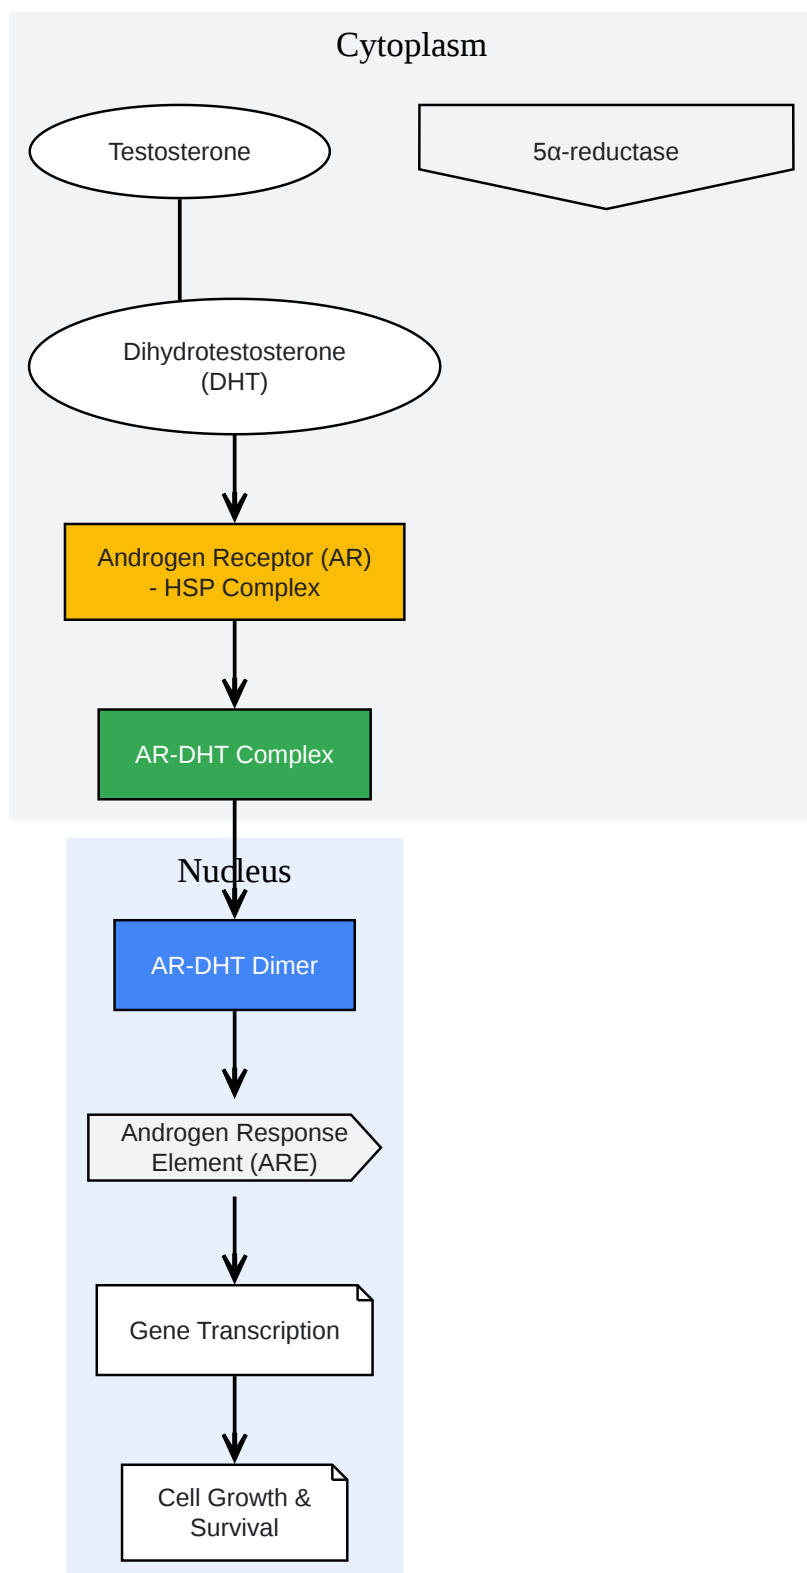 Cytoplasm
Testosterone
5α-reductase
Dihydrotestosterone
(DHT)
Androgen Receptor (AR)
- HSP Complex
AR-DHT Complex
Nucleus
AR-DHT Dimer
Androgen Response
Element (ARE)
Gene Transcription
Cell Growth &
Survival